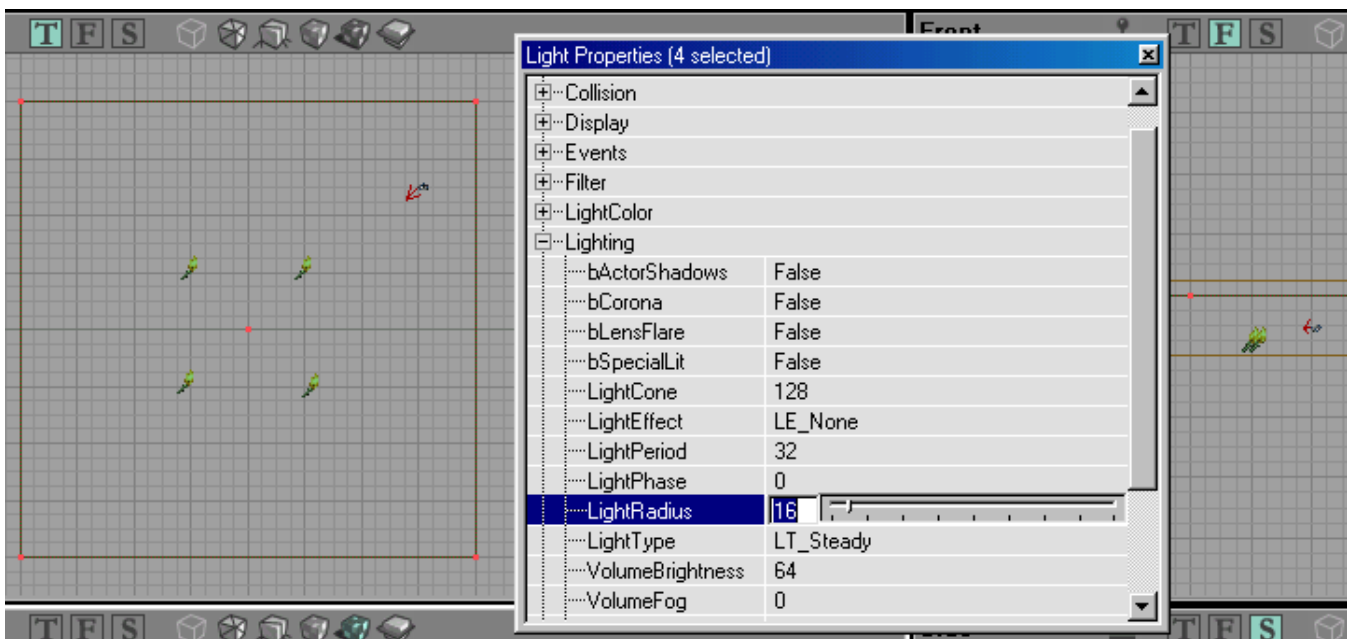 T F S
Front
T F S
Light Properties (4 selected)
Collision
Display
Events
Filter
LightColor
Lighting
bActorShadows False
bCorona False
bLensFlare False
bSpecialLit False
LightCone 128
LightEffect LE_None
LightPeriod 32
LightPhase 0
LightRadius 16
LightType LT_Steady
VolumeBrightness 64
VolumeFog 0
T F S
Side
T F S